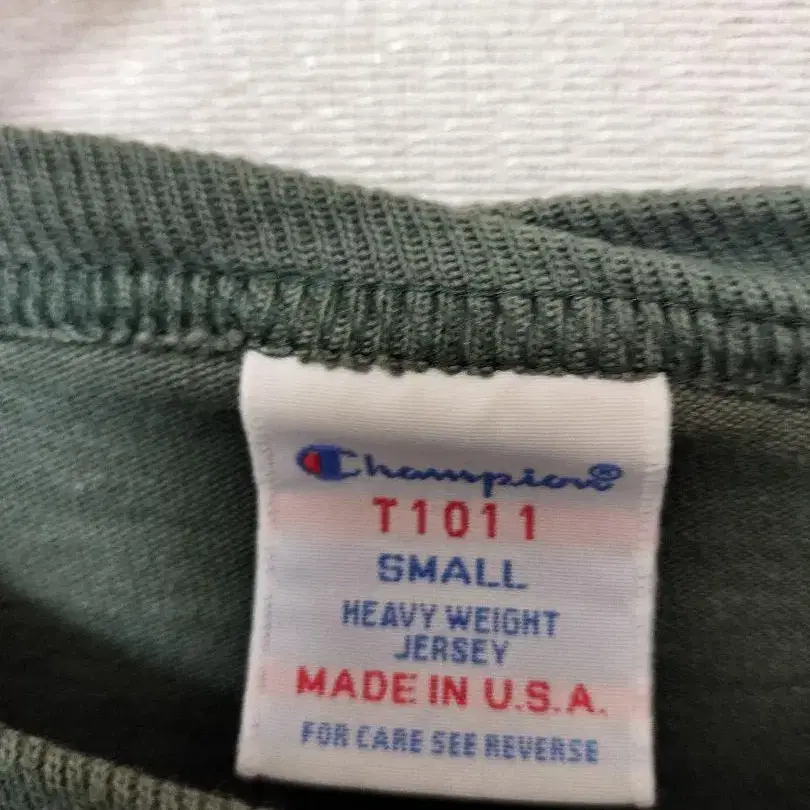 Champion®
T1011
SMALL
HEAVY WEIGHT
JERSEY
MADE IN U.S.A.
FOR CARE SEE REVERSE